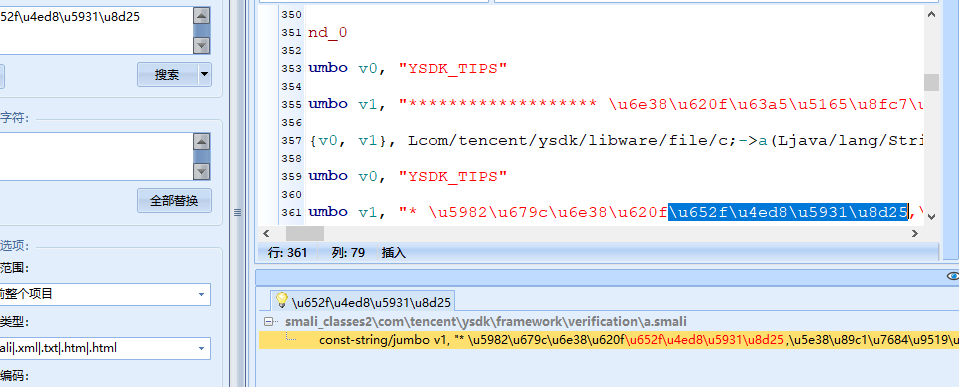 652f\u4ed8\u5931\u8d25
搜索
字符:
全部替换
选项:
范围:
前整个项目
类型:
ali|.xml|.txt|.htm|.html
编码:
350
351 nd_0
352
353 umbo v0, "YSDK_TIPS"
354
355 umbo v1, "******************* \u6e38\u620f\u63a5\u5165\u8fc7\u
356
357 {v0, v1}, Lcom/tencent/ysdk/libware/file/c;->a(Ljava/lang/Stri
358
359 umbo v0, "YSDK_TIPS"
360
361 umbo v1, "* \u5982\u679c\u6e38\u620f\u652f\u4ed8\u5931\u8d25,\
行: 361 列: 79 插入
\u652f\u4ed8\u5931\u8d25
smali_classes2\com\tencent\ysdk\framework\verification\a.smali
const-string/jumbo v1, "* \u5982\u679c\u6e38\u620f\u652f\u4ed8\u5931\u8d25,\u5e38\u89c1\u7684\u9519\u